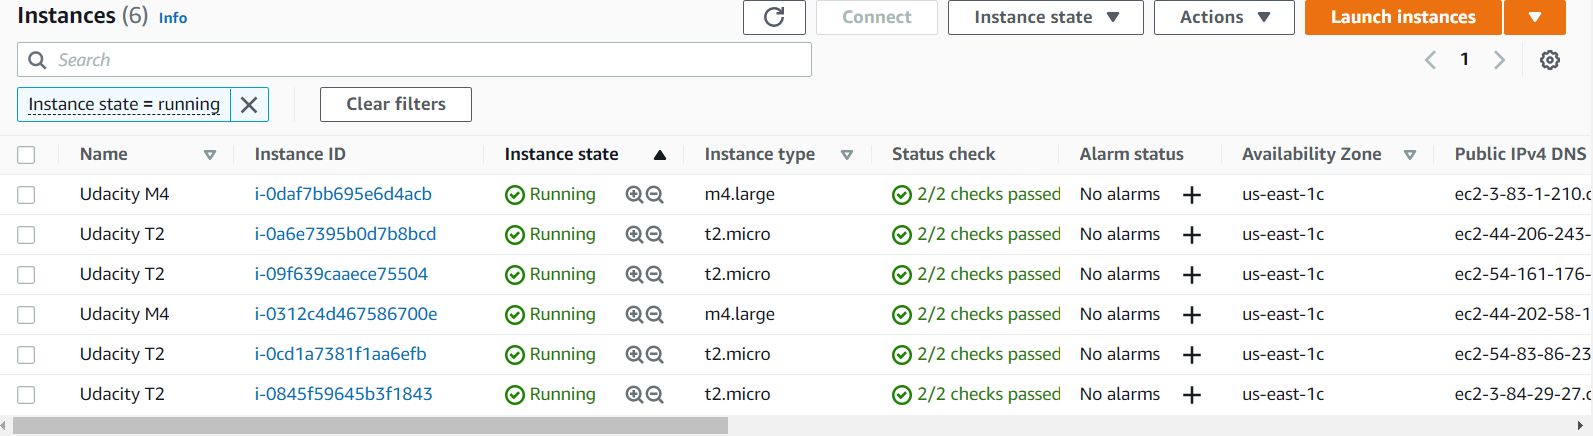 Instances (6) Info Connect Instance state Actions Launch instances
Search 1
Instance state = running Clear filters
Name Instance ID Instance state Instance type Status check Alarm status Availability Zone Public IPv4 DNS
Udacity M4 i-0daf7bb695e6d4acb Running m4.large 2/2 checks passed No alarms + us-east-1c ec2-3-83-1-210.c
Udacity T2 i-0a6e7395b0d7b8bcd Running t2.micro 2/2 checks passed No alarms + us-east-1c ec2-44-206-243-
Udacity T2 i-09f639caaece75504 Running t2.micro 2/2 checks passed No alarms + us-east-1c ec2-54-161-176-
Udacity M4 i-0312c4d467586700e Running m4.large 2/2 checks passed No alarms + us-east-1c ec2-44-202-58-1
Udacity T2 i-0cd1a7381f1aa6efb Running t2.micro 2/2 checks passed No alarms + us-east-1c ec2-54-83-86-23
Udacity T2 i-0845f59645b3f1843 Running t2.micro 2/2 checks passed No alarms + us-east-1c ec2-3-84-29-27.c